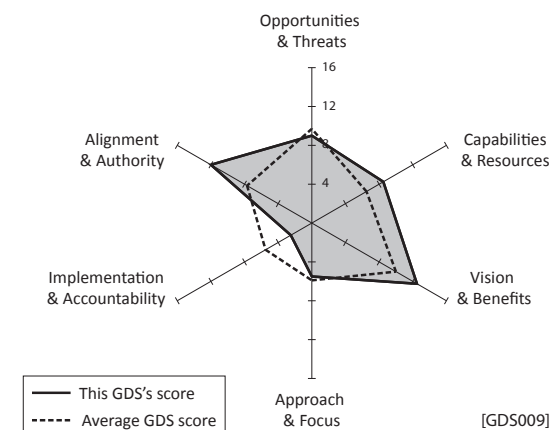 Opportunities
& Threats
16
12
8
4
Alignment
& Authority
Capabilities
& Resources
Implementation
& Accountability
Vision
& Benefits
This GDS's score
Average GDS score
Approach
& Focus
[GDS009]